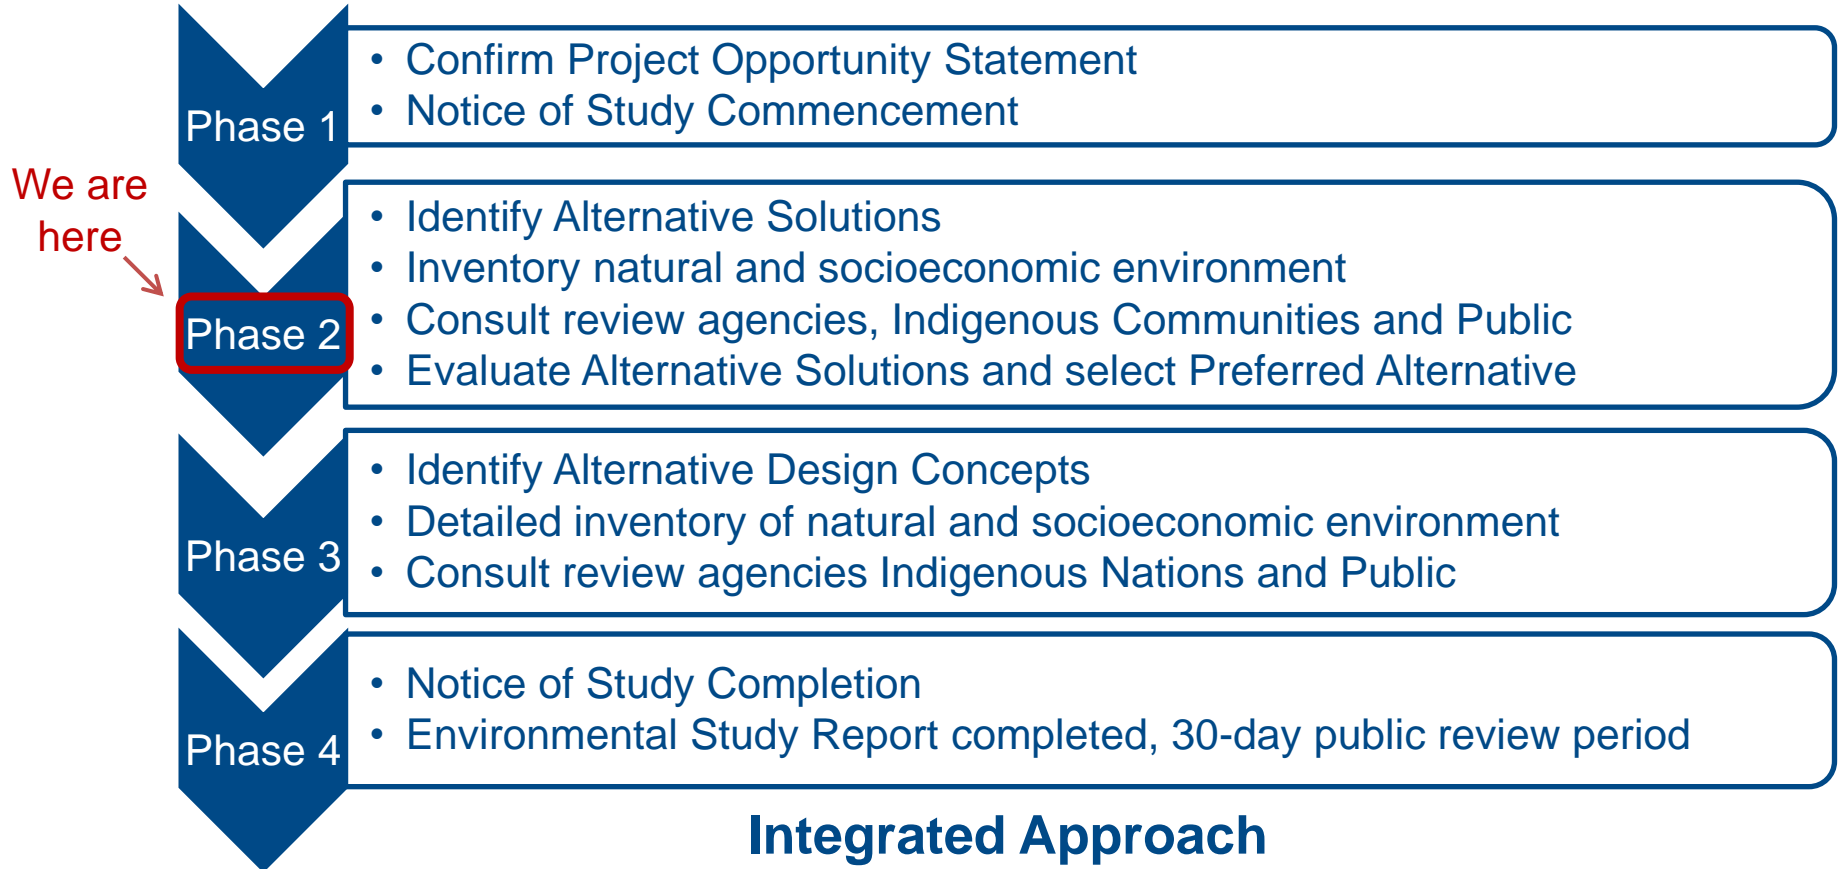 Phase 1
• Confirm Project Opportunity Statement
• Notice of Study Commencement
We are
here
Phase 2
• Identify Alternative Solutions
• Inventory natural and socioeconomic environment
• Consult review agencies, Indigenous Communities and Public
• Evaluate Alternative Solutions and select Preferred Alternative
Phase 3
• Identify Alternative Design Concepts
• Detailed inventory of natural and socioeconomic environment
• Consult review agencies Indigenous Nations and Public
Phase 4
• Notice of Study Completion
• Environmental Study Report completed, 30-day public review period
Integrated Approach